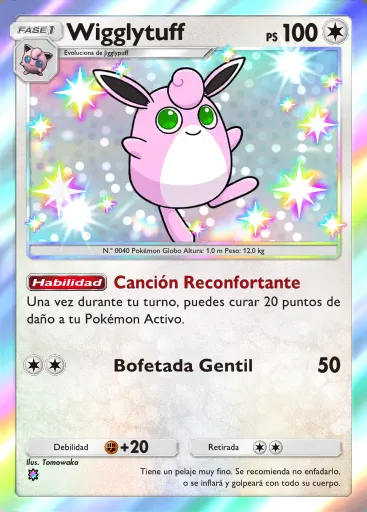 FASE 1
Wigglytuff
PS 100
Evoluciona de Jigglypuff
N.º 0040 Pokémon Globo Altura: 1,0 m Peso: 12,0 kg
Habilidad Canción Reconfortante
Una vez durante tu turno, puedes curar 20 puntos de
daño a tu Pokémon Activo.
Bofetada Gentil 50
Debilidad +20 Retirada
Ilus. Tomowaka
Tiene un pelaje muy fino. Se recomienda no enfadarlo,
o se inflará y golpeará con todo su cuerpo.